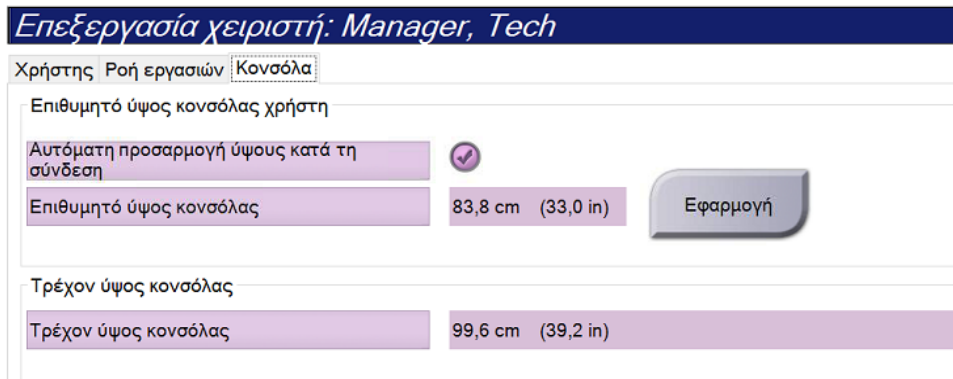 Επεξεργασία χειριστή: Manager, Tech
Χρήστης Ροή εργασιών Κονσόλα
Επιθυμητό ύψος κονσόλας χρήστη
Αυτόματη προσαρμογή ύψους κατά τη
σύνδεση
Επιθυμητό ύψος κονσόλας 83,8 cm (33,0 in) Εφαρμογή
Τρέχον ύψος κονσόλας
Τρέχον ύψος κονσόλας 99,6 cm (39,2 in)